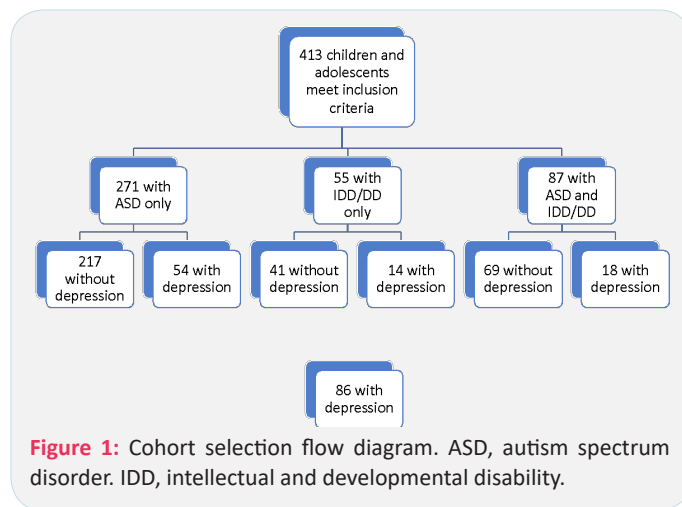 413 children and
adolescents
meet inclusion
criteria
271 with
ASD only
55 with
IDD/DD
only
87 with
ASD and
IDD/DD
217
without
depression
54 with
depression
41 without
depression
14 with
depression
69 without
depression
18 with
depression
86 with
depression
Figure 1: Cohort selection flow diagram. ASD, autism spectrum
disorder. IDD, intellectual and developmental disability.